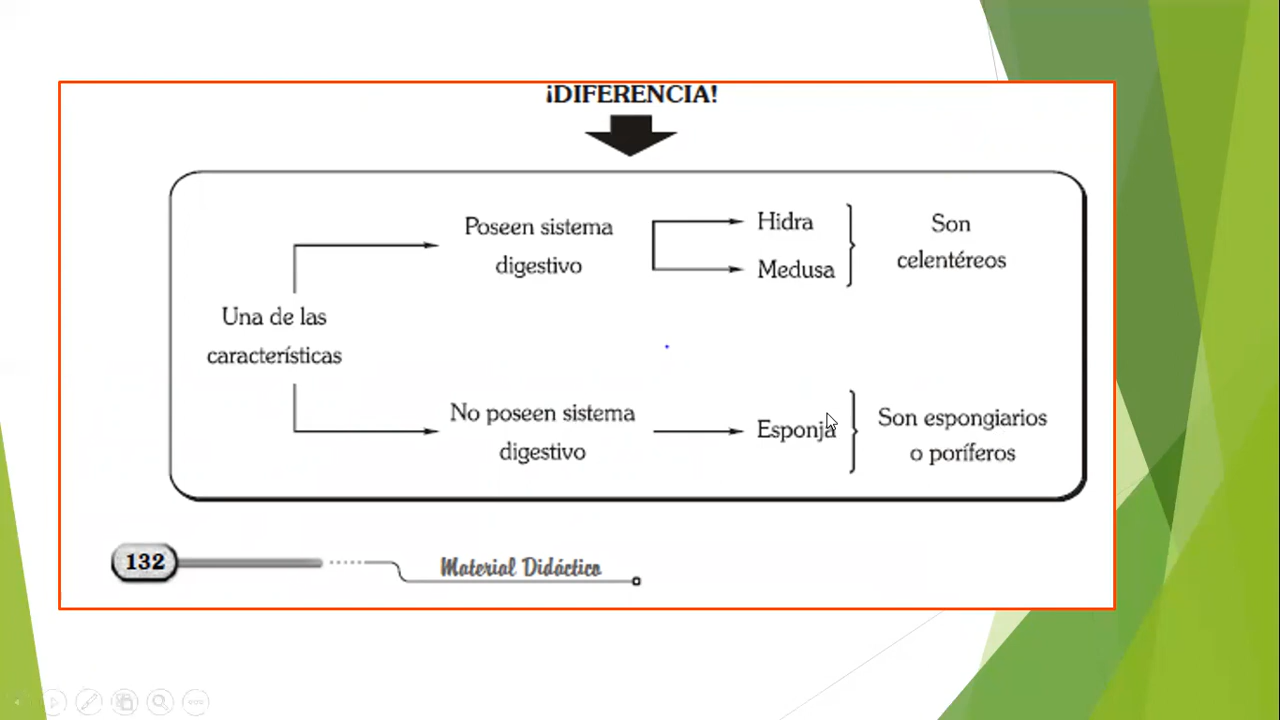 ¡DIFERENCIA!
Poseen sistema
digestivo
Hidra
Medusa
Son
celentéreos
Una de las
características
No poseen sistema
digestivo
Esponja
Son espongiarios
o poríferos
132
Material Didáctico